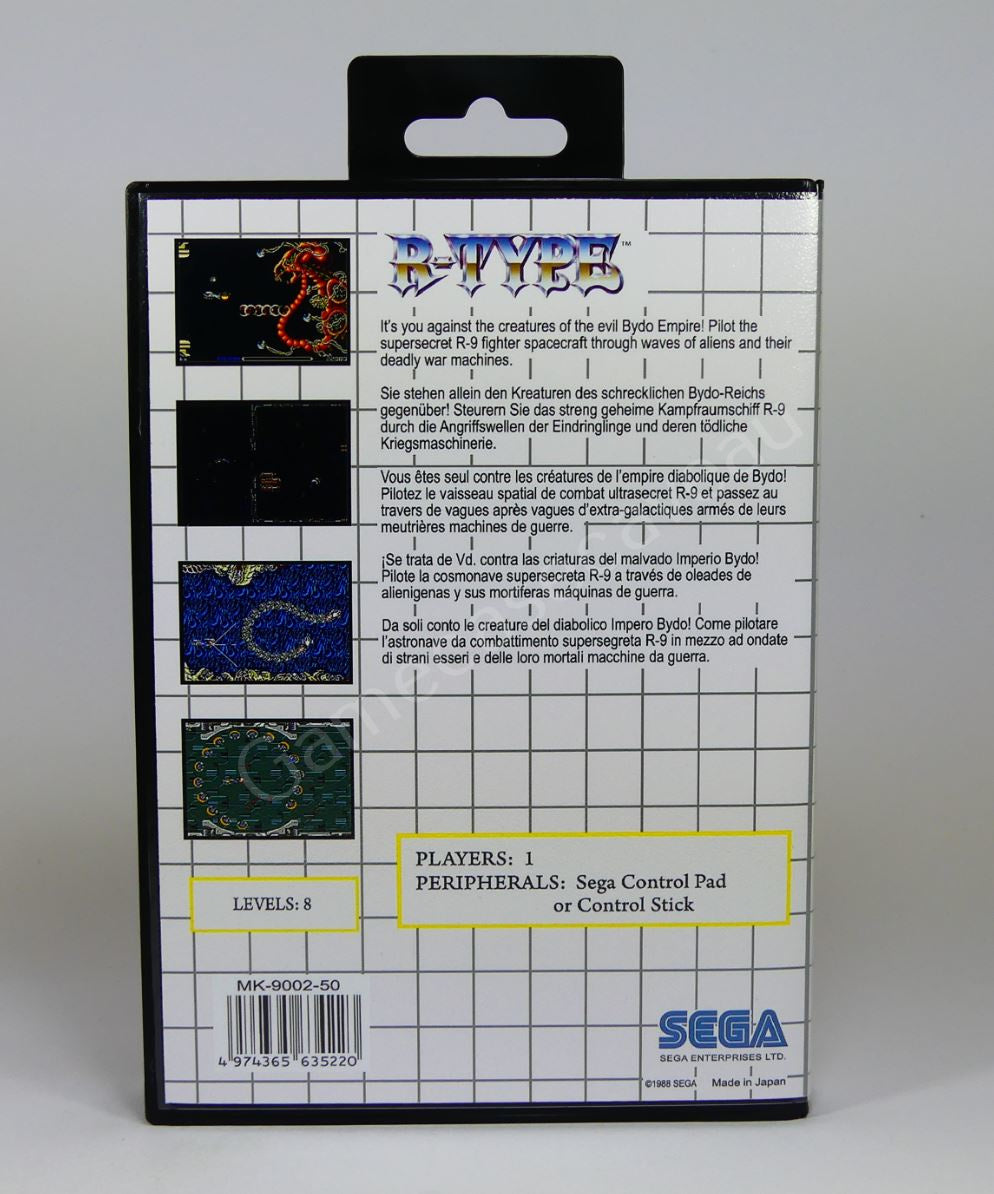 R-TYPE™
It's you against the creatures of the evil Bydo Empire! Pilot the
supersecret R-9 fighter spacecraft through waves of aliens and their
deadly war machines.
Sie stehen allein den Kreaturen des schrecklichen Bydo-Reichs
gegenüber! Steurern Sie das streng geheime Kampfraumschiff R-9
durch die Angriffswellen der Eindringlinge und deren tödliche
Kriegsmaschinerie.
Vous êtes seul contre les créatures de l'empire diabolique de Bydo!
Pilotez le vaisseau spatial de combat ultrasecret R-9 et passez au
travers de vagues après vagues d'extra-galactiques armés de leurs
meutrières machines de guerre.
¡Se trata de Vd. contra las criaturas del malvado Imperio Bydo!
Pilote la cosmonave supersecreta R-9 a través de oleades de
alienigenas y sus mortiferas máquinas de guerra.
Da soli conto le creature del diabolico Impero Bydo! Come pilotare
l'astronave da combattimento supersegreta R-9 in mezzo ad ondate
di strani esseri e delle loro mortali macchine da guerra.
PLAYERS: 1
PERIPHERALS: Sega Control Pad
or Control Stick
LEVELS: 8
MK-9002-50
4 974365 635220
SEGA
SEGA ENTERPRISES LTD.
©1988 SEGA Made in Japan